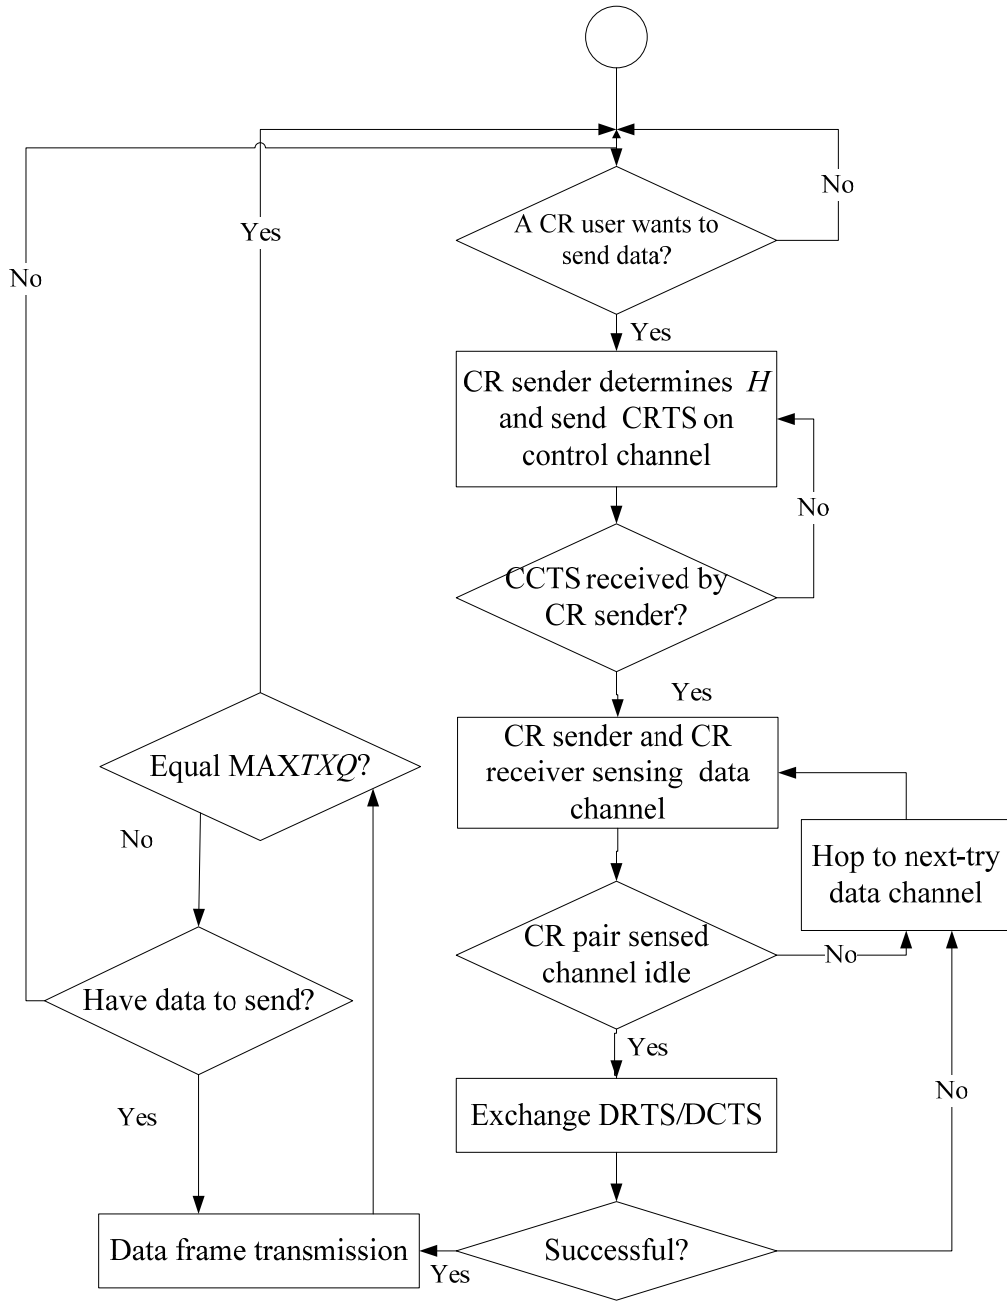 No
A CR user wants to
send data?
Yes
No
Yes
CR sender determines H
and send CRTS on
control channel
No
CCTS received by
CR sender?
Yes
CR sender and CR
receiver sensing data
channel
Equal MAXTXQ?
No
Hop to next-try
data channel
CR pair sensed
channel idle
No
Have data to send?
Yes
No
Exchange DRTS/DCTS
Yes
Data frame transmission
Successful?
Yes